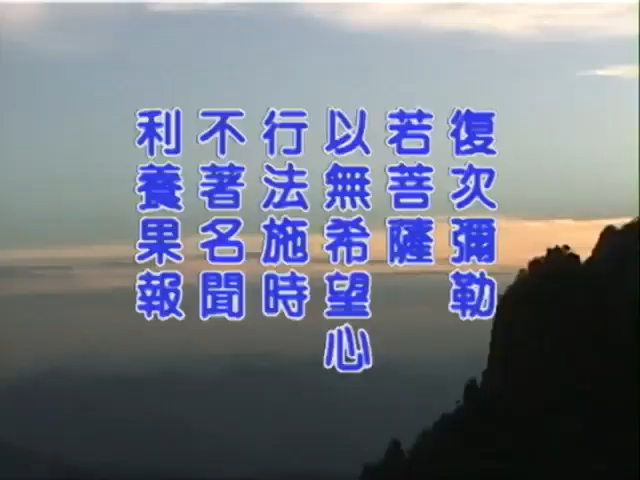 復次彌勒
若菩薩
以無希望心
行法施時
不著名聞
利養果報